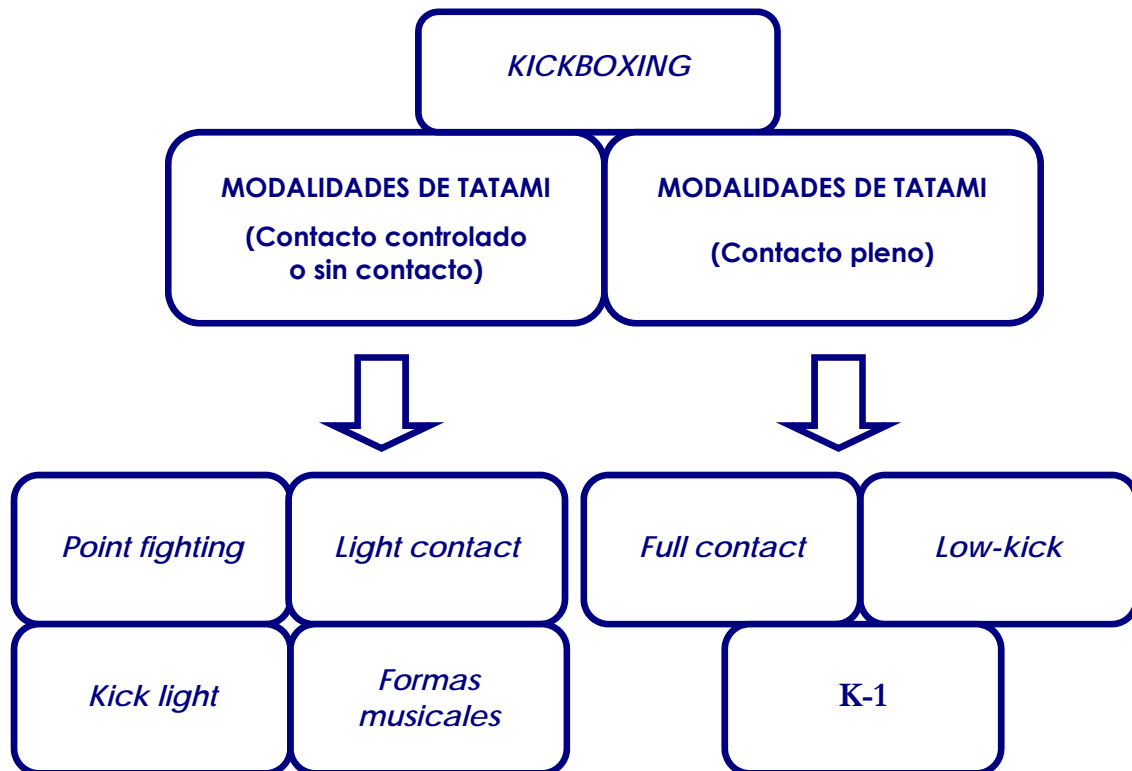 KICKBOXING
MODALIDADES DE TATAMI
(Contacto controlado
o sin contacto)
MODALIDADES DE TATAMI
(Contacto pleno)
Point fighting
Light contact
Full contact
Low-kick
Kick light
Formas
musicales
K-1